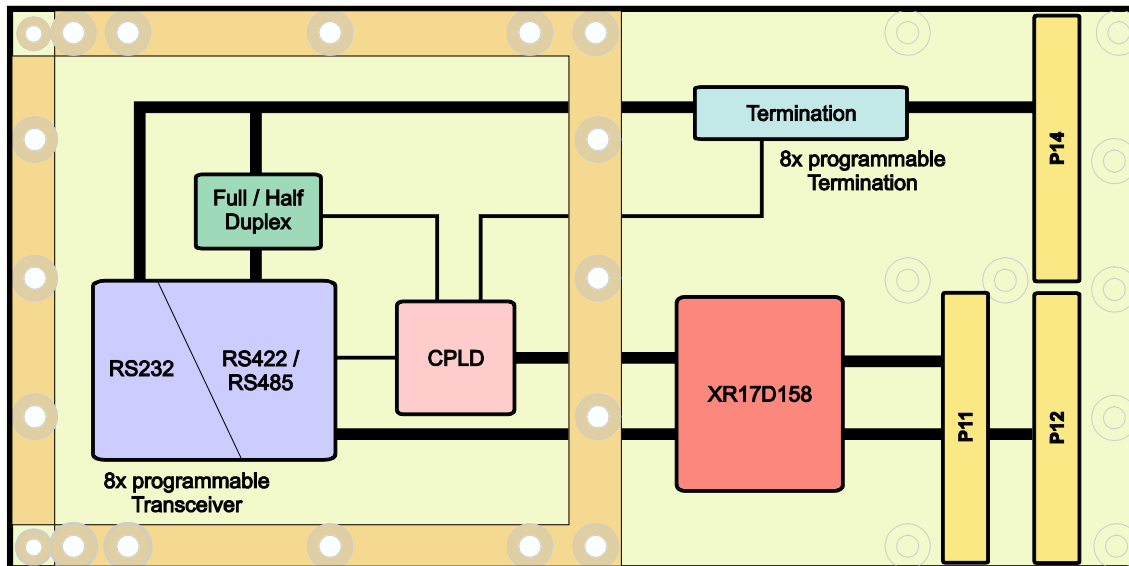 Termination
8x programmable
Termination
P14
Full / Half
Duplex
RS232
RS422 /
RS485
CPLD
XR17D158
P11
P12
8x programmable
Transceiver